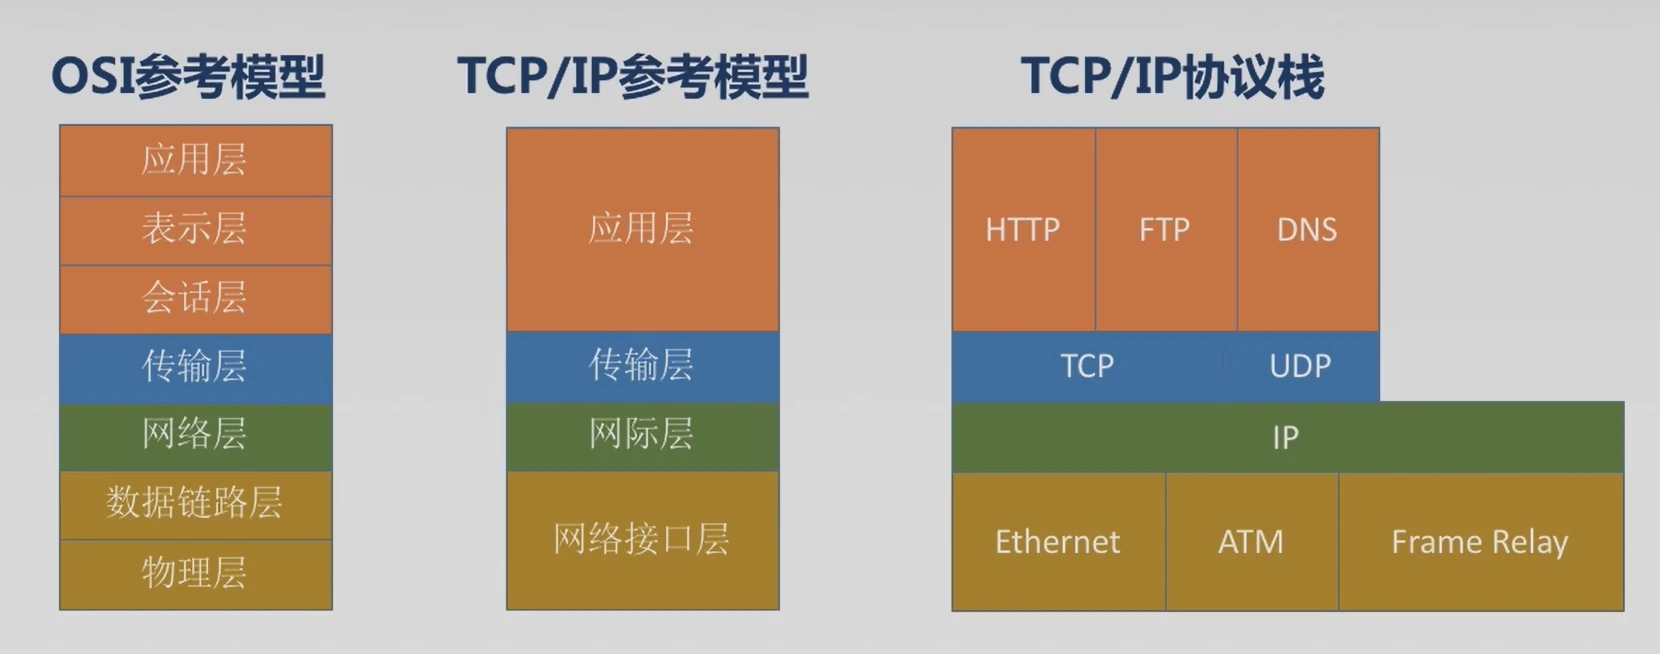 OSI参考模型
应用层
表示层
会话层
传输层
网络层
数据链路层
物理层
TCP/IP参考模型
应用层
传输层
网际层
网络接口层
TCP/IP协议栈
HTTP FTP DNS
TCP UDP
IP
Ethernet ATM Frame Relay